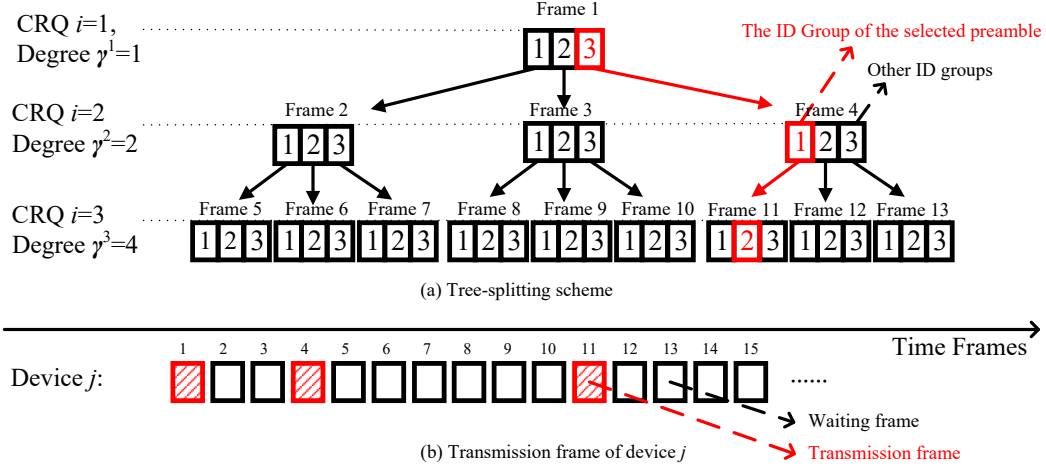 CRQ i=1,
Degree γ¹=1
Frame 1
1 2 3
The ID Group of the selected preamble
Other ID groups
CRQ i=2
Degree γ²=2
Frame 2
1 2 3
Frame 3
1 2 3
Frame 4
1 2 3
CRQ i=3
Degree γ³=4
Frame 5
1 2 3
Frame 6
1 2 3
Frame 7
1 2 3
Frame 8
1 2 3
Frame 9
1 2 3
Frame 10
1 2 3
Frame 11
1 2 3
Frame 12
1 2 3
Frame 13
1 2 3
(a) Tree-splitting scheme
Time Frames
1 2 3 4 5 6 7 8 9 10 11 12 13 14 15
Device j:
......
Waiting frame
Transmission frame
(b) Transmission frame of device j